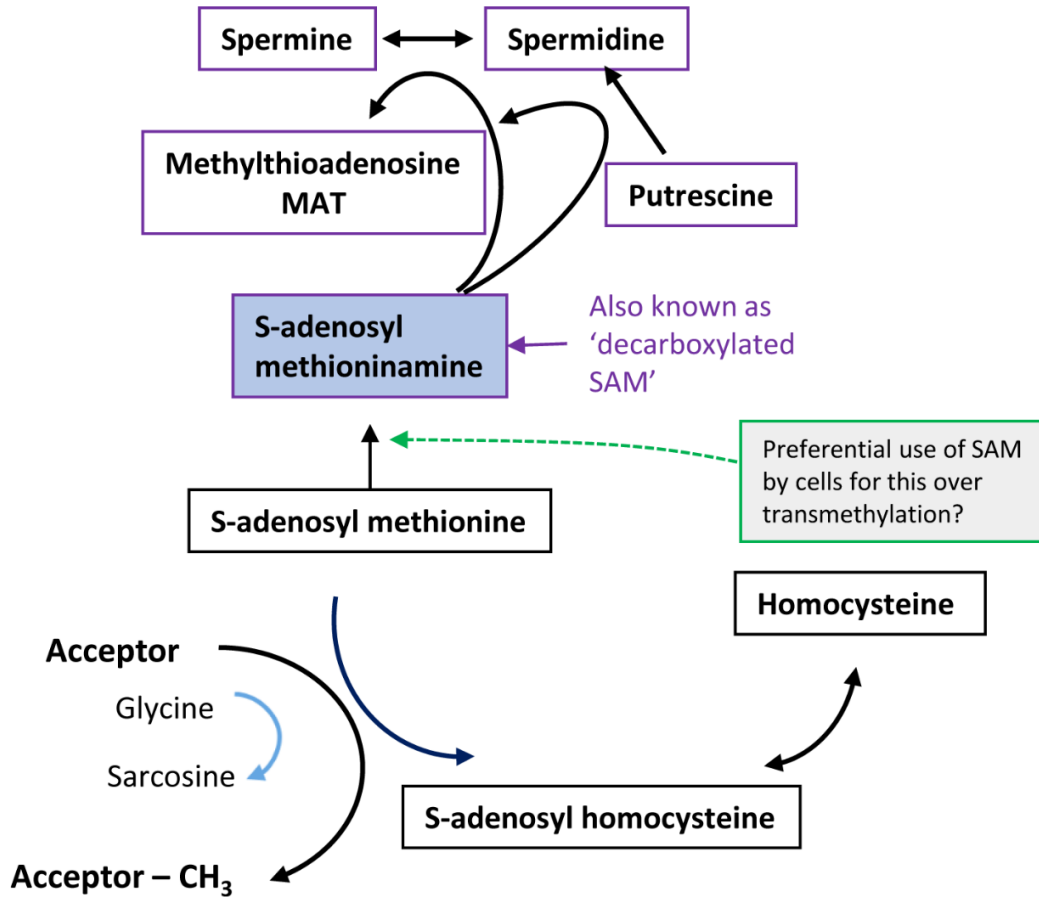 Spermine
Spermidine
Methylthioadenosine
MAT
Putrescine
S-adenosyl
methioninamine
Also known as
‘decarboxylated
SAM’
Preferential use of SAM
by cells for this over
transmethylation?
S-adenosyl methionine
Homocysteine
Acceptor
Glycine
Sarcosine
S-adenosyl homocysteine
Acceptor – CH₃